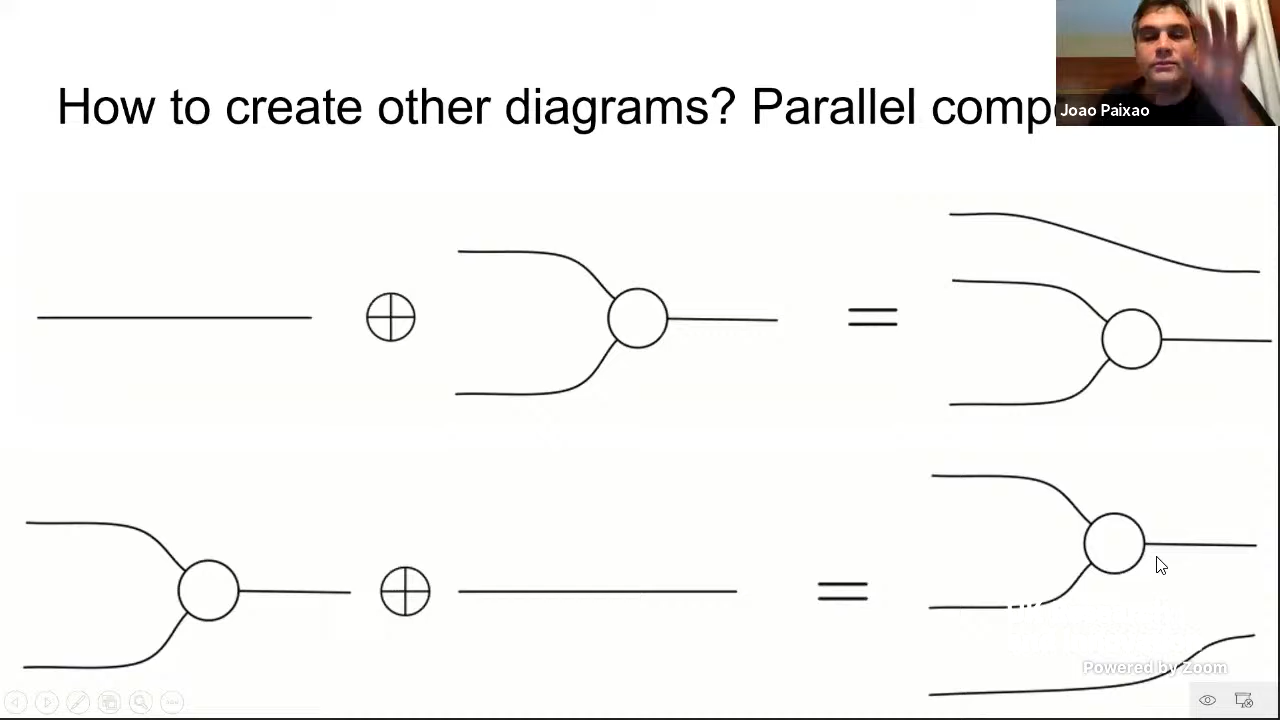 How to create other diagrams? Parallel comp
Joao Paixao
Powered by Zoom